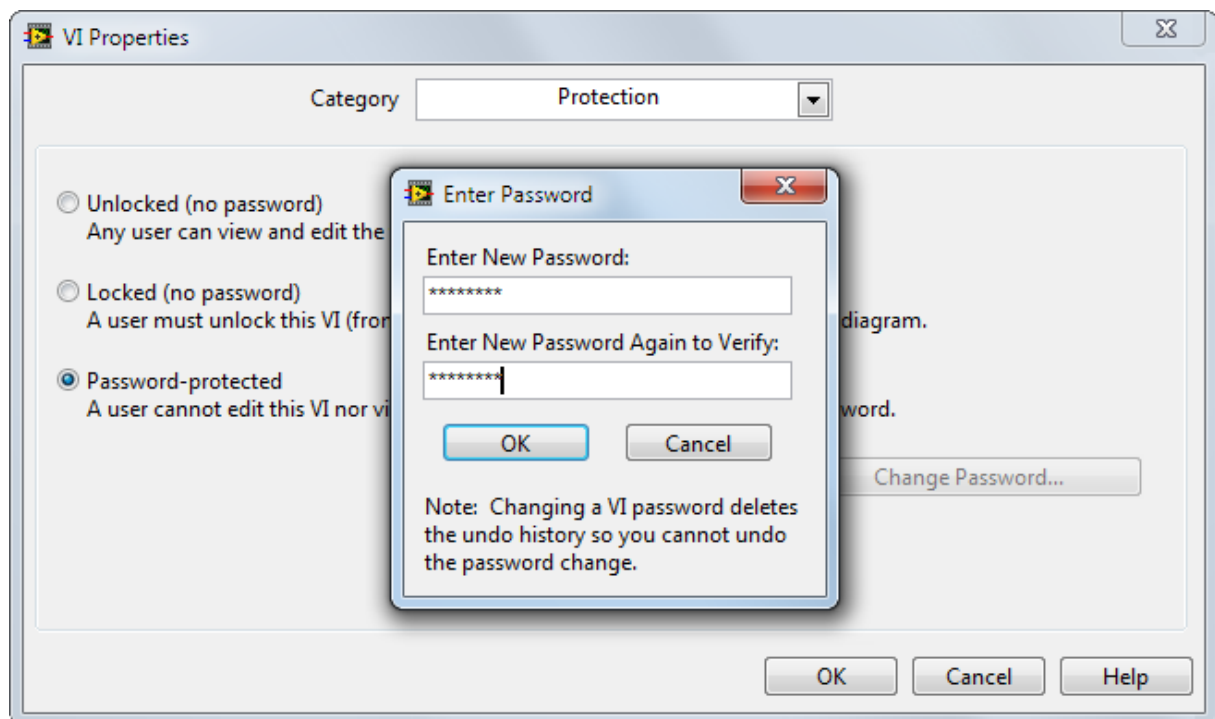 VI Properties
Category Protection
Unlocked (no password)
Any user can view and edit the
Locked (no password)
A user must unlock this VI (from
diagram.
Password-protected
A user cannot edit this VI nor vi
word.
Change Password...
Enter Password
Enter New Password:
********
Enter New Password Again to Verify:
********
OK Cancel
Note: Changing a VI password deletes
the undo history so you cannot undo
the password change.
OK Cancel Help